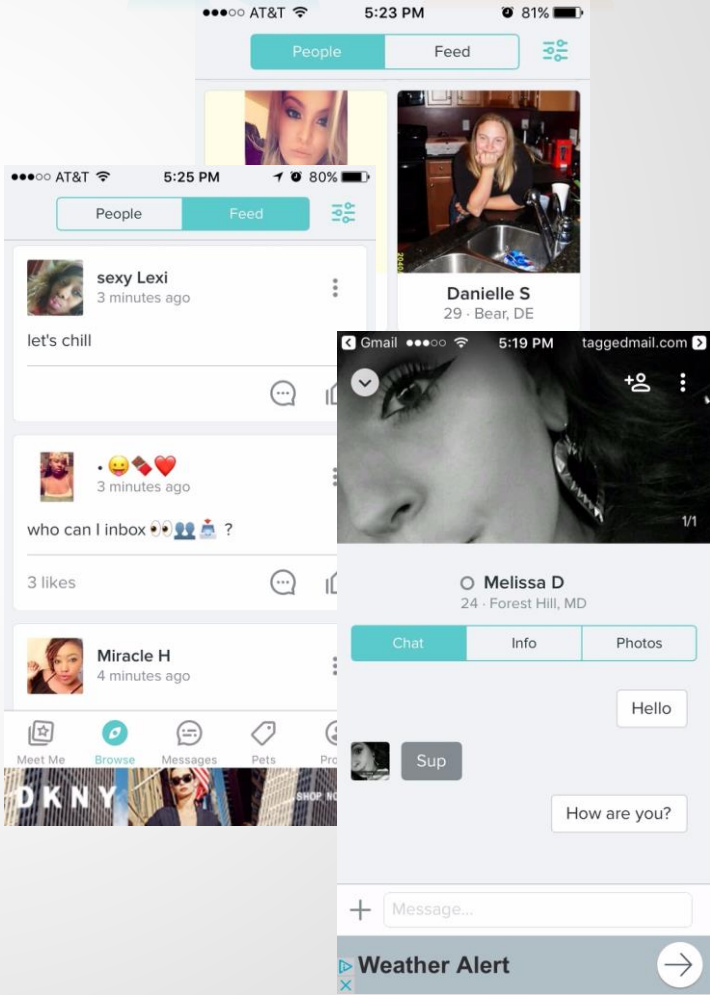 AT&T 5:23 PM 81%
People Feed
Danielle S
29 · Bear, DE
AT&T 5:25 PM 80%
People Feed
sexy Lexi
3 minutes ago
let's chill
• 😛🍫❤️
3 minutes ago
who can I inbox 👀👥📩 ?
3 likes
Miracle H
4 minutes ago
Meet Me Browse Messages Pets
DKNY
Gmail 5:19 PM taggedmail.com
1/1
Melissa D
24 · Forest Hill, MD
Chat Info Photos
Hello
Sup
How are you?
Message...
Weather Alert